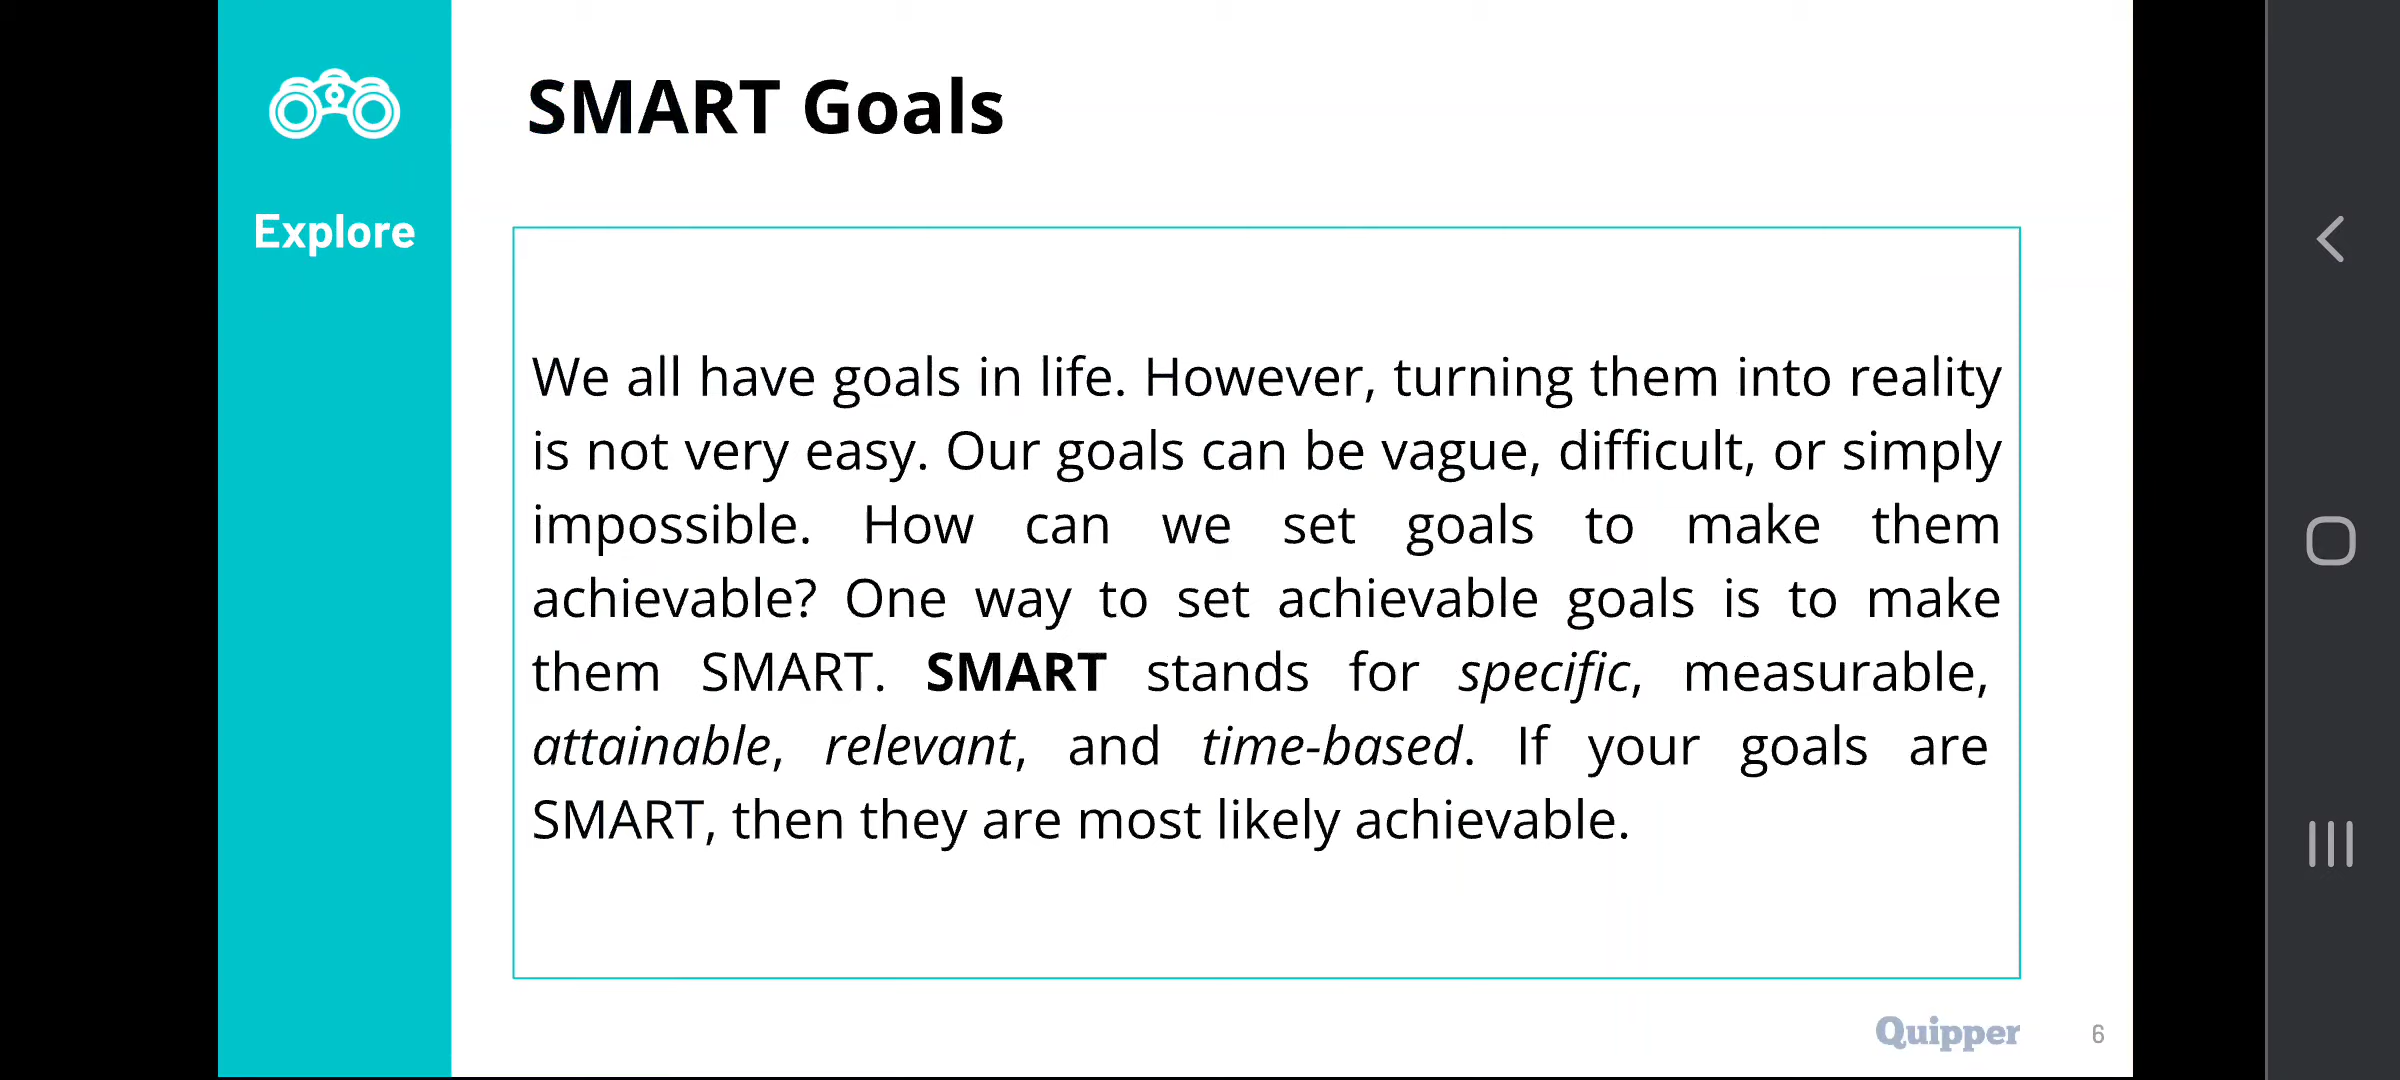 SMART Goals
Explore
We all have goals in life. However, turning them into reality
is not very easy. Our goals can be vague, difficult, or simply
impossible. How can we set goals to make them
achievable? One way to set achievable goals is to make
them SMART. SMART stands for specific, measurable,
attainable, relevant, and time-based. If your goals are
SMART, then they are most likely achievable.
Quipper
6